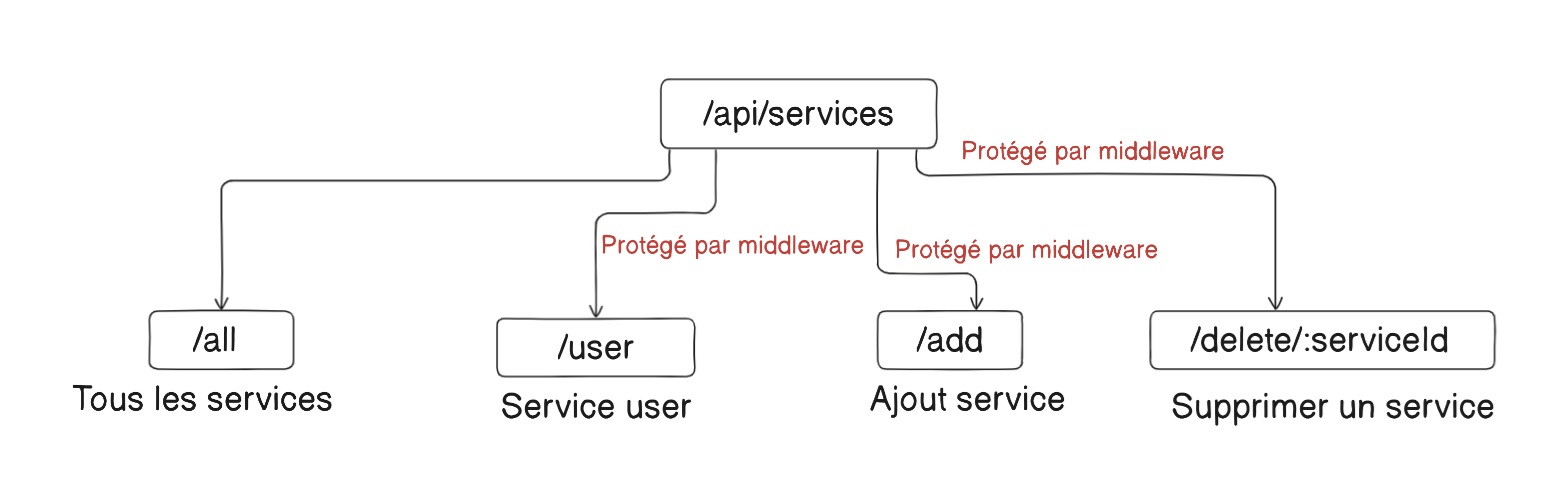 /api/services
Protégé par middleware
Protégé par middleware
Protégé par middleware
/all
/user
/add
/delete/:serviceId
Tous les services
Service user
Ajout service
Supprimer un service